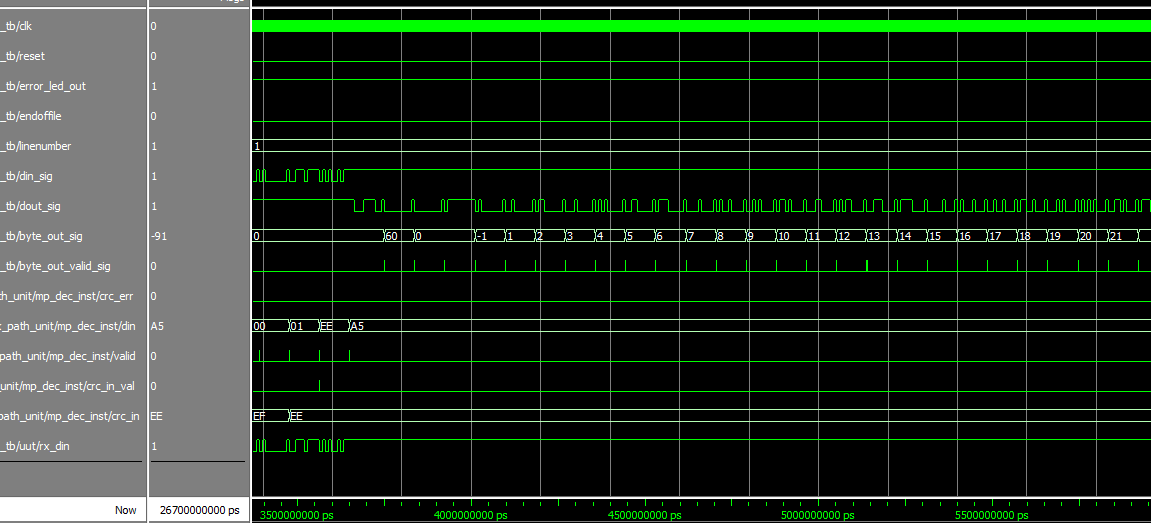 _tb/clk 0
_tb/reset 0
_tb/error_led_out 1
_tb/endoffile 0
_tb/linenumber 1 1
_tb/din_sig 1
_tb/dout_sig 1
_tb/byte_out_sig -91 0 60 0 -1 1 2 3 4 5 6 7 8 9 10 11 12 13 14 15 16 17 18 19 20 21
_tb/byte_out_valid_sig 0
th_unit/mp_dec_inst/crc_err 0
t_path_unit/mp_dec_inst/din A5 00 01 EE A5
path_unit/mp_dec_inst/valid 0
unit/mp_dec_inst/crc_in_val 0
path_unit/mp_dec_inst/crc_in EE EF EE
_tb/uut/rx_din 1
Now 26700000000 ps 3500000000 ps 4000000000 ps 4500000000 ps 5000000000 ps 5500000000 ps